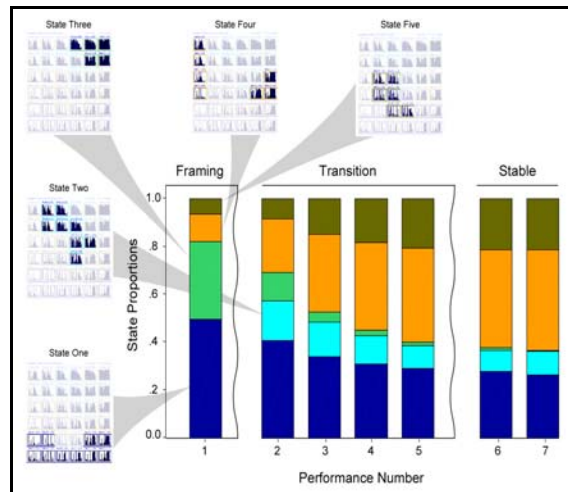 State Three
State Four
State Five
Framing
Transition
Stable
State Two
State One
State Proportions
1.0
.8
.6
.4
.2
0.0
1
2
3
4
5
6
7
Performance Number